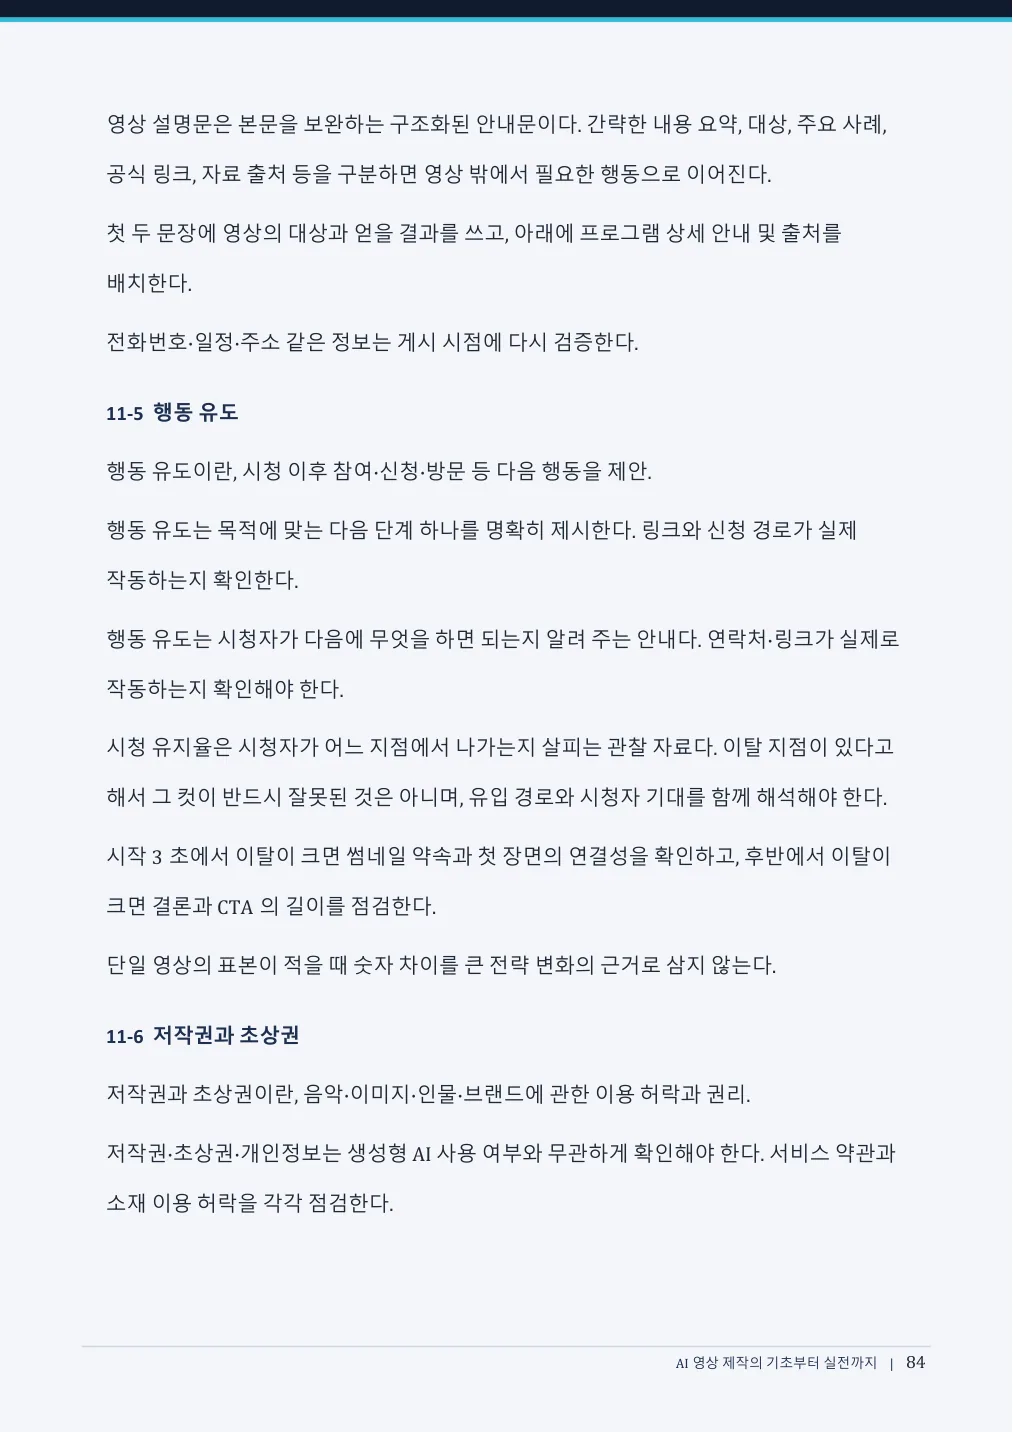 영상 설명문은 본문을 보완하는 구조화된 안내문이다. 간략한 내용 요약, 대상, 주요 사례,
공식 링크, 자료 출처 등을 구분하면 영상 밖에서 필요한 행동으로 이어진다.
첫 두 문장에 영상의 대상과 얻을 결과를 쓰고, 아래에 프로그램 상세 안내 및 출처를
배치한다.
전화번호·일정·주소 같은 정보는 게시 시점에 다시 검증한다.
11-5 행동 유도
행동 유도이란, 시청 이후 참여·신청·방문 등 다음 행동을 제안.
행동 유도는 목적에 맞는 다음 단계 하나를 명확히 제시한다. 링크와 신청 경로가 실제
작동하는지 확인한다.
행동 유도는 시청자가 다음에 무엇을 하면 되는지 알려 주는 안내다. 연락처·링크가 실제로
작동하는지 확인해야 한다.
시청 유지율은 시청자가 어느 지점에서 나가는지 살피는 관찰 자료다. 이탈 지점이 있다고
해서 그 컷이 반드시 잘못된 것은 아니며, 유입 경로와 시청자 기대를 함께 해석해야 한다.
시작 3 초에서 이탈이 크면 썸네일 약속과 첫 장면의 연결성을 확인하고, 후반에서 이탈이
크면 결론과 CTA 의 길이를 점검한다.
단일 영상의 표본이 적을 때 숫자 차이를 큰 전략 변화의 근거로 삼지 않는다.
11-6 저작권과 초상권
저작권과 초상권이란, 음악·이미지·인물·브랜드에 관한 이용 허락과 권리.
저작권·초상권·개인정보는 생성형 AI 사용 여부와 무관하게 확인해야 한다. 서비스 약관과
소재 이용 허락을 각각 점검한다.
AI 영상 제작의 기초부터 실전까지 | 84